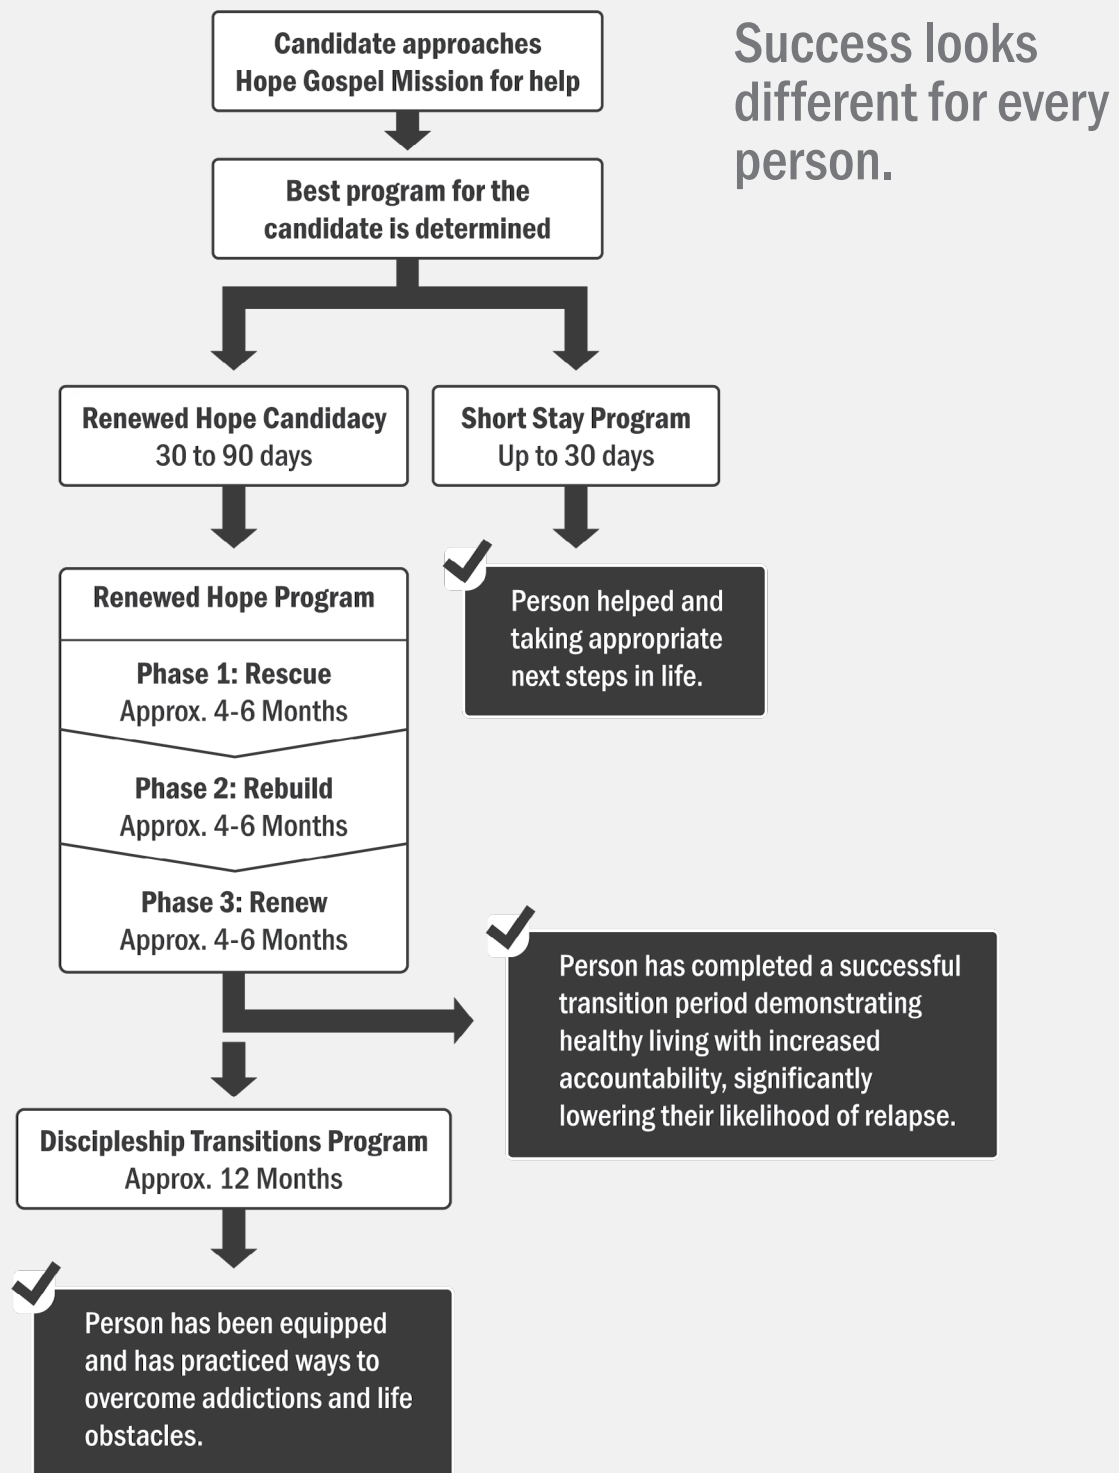 Candidate approaches
Hope Gospel Mission for help
Success looks
different for every
person.
Best program for the
candidate is determined
Renewed Hope Candidacy
30 to 90 days
Short Stay Program
Up to 30 days
Renewed Hope Program
Phase 1: Rescue
Approx. 4-6 Months
Phase 2: Rebuild
Approx. 4-6 Months
Phase 3: Renew
Approx. 4-6 Months
Person helped and
taking appropriate
next steps in life.
Person has completed a successful
transition period demonstrating
healthy living with increased
accountability, significantly
lowering their likelihood of relapse.
Discipleship Transitions Program
Approx. 12 Months
Person has been equipped
and has practiced ways to
overcome addictions and life
obstacles.